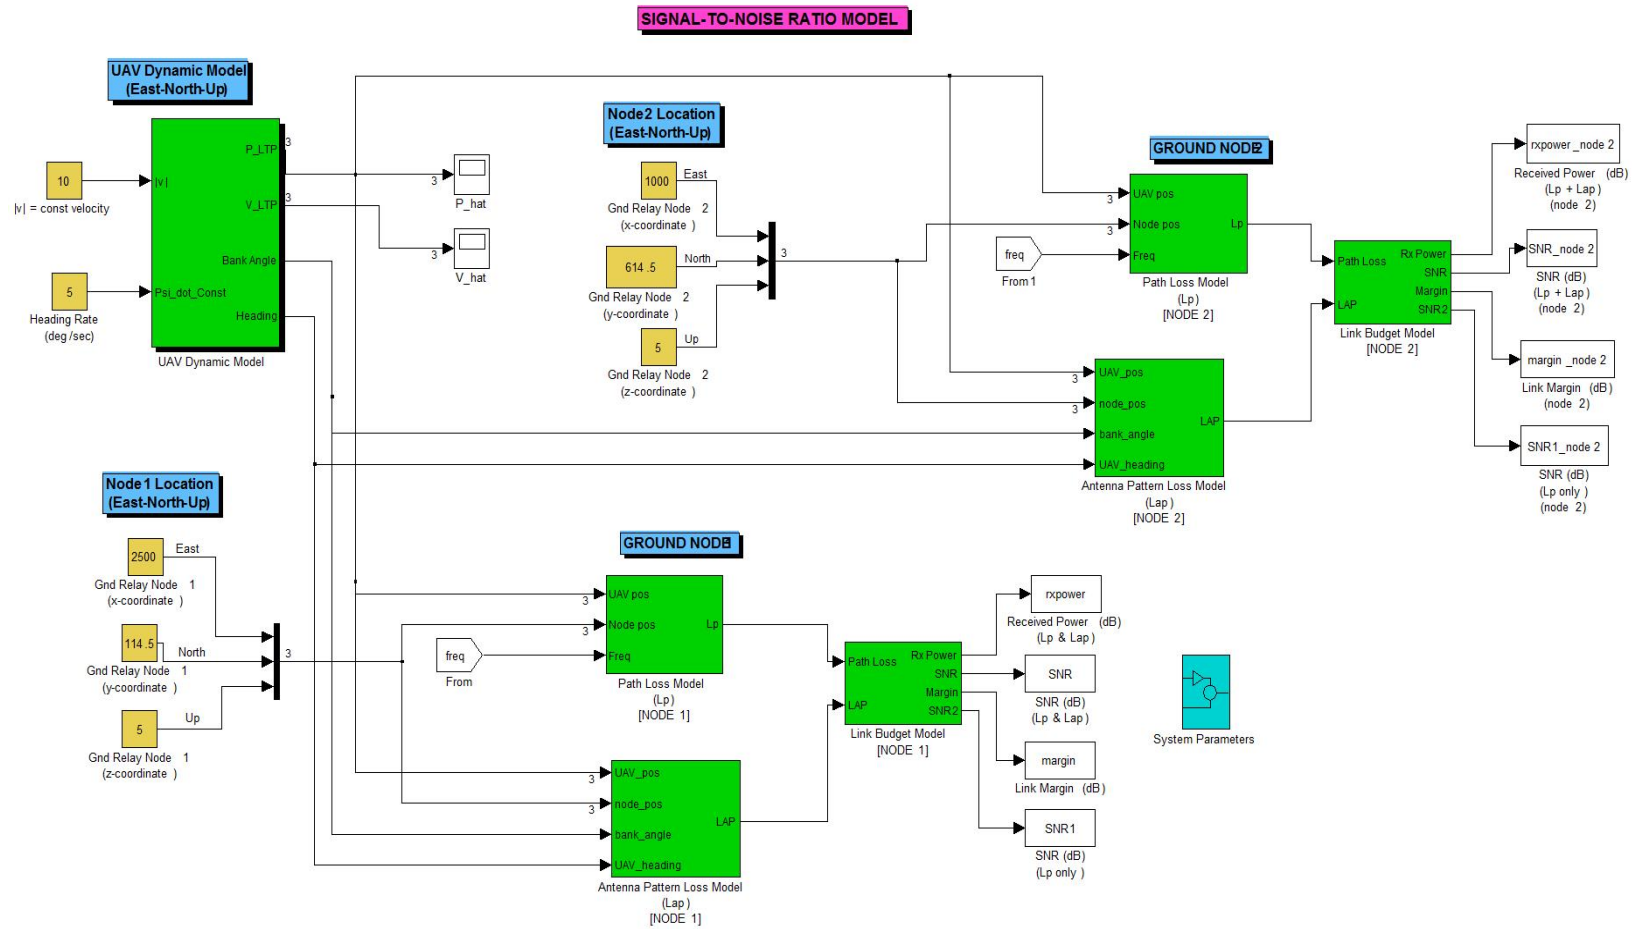 SIGNAL-TO-NOISE RATIO MODEL
UAV Dynamic Model
(East-North-Up)
10
|v| = const velocity
5
Heading Rate
(deg /sec)
|v|
Psi_dot_Const
P_LTP
V_LTP
Bank Angle
Heading
UAV Dynamic Model
3
3
3
P_hat
3
V_hat
Node2 Location
(East-North-Up)
1000
East
Gnd Relay Node 2
(x-coordinate )
614 .5
North
Gnd Relay Node 2
(y-coordinate )
5
Up
Gnd Relay Node 2
(z-coordinate )
3
freq
From 1
GROUND NODE2
3
3
UAV pos
Node pos
Freq
Lp
Path Loss Model
(Lp)
[NODE 2]
3
3
UAV_pos
node_pos
bank_angle
UAV_heading
LAP
Antenna Pattern Loss Model
(Lap )
[NODE 2]
Path Loss
LAP
Rx Power
SNR
Margin
SNR2
Link Budget Model
[NODE 2]
rxpower _node 2
Received Power (dB)
(Lp + Lap )
(node 2)
SNR_node 2
SNR (dB)
(Lp + Lap )
(node 2)
margin _node 2
Link Margin (dB)
(node 2)
SNR1_node 2
SNR (dB)
(Lp only )
(node 2)
Node1 Location
(East-North-Up)
2500
East
Gnd Relay Node 1
(x-coordinate )
114 .5
North
Gnd Relay Node 1
(y-coordinate )
5
Up
Gnd Relay Node 1
(z-coordinate )
3
freq
From
GROUND NODE1
3
3
UAV pos
Node pos
Freq
Lp
Path Loss Model
(Lp)
[NODE 1]
3
3
UAV_pos
node_pos
bank_angle
UAV_heading
LAP
Antenna Pattern Loss Model
(Lap )
[NODE 1]
Path Loss
LAP
Rx Power
SNR
Margin
SNR2
Link Budget Model
[NODE 1]
rxpower
Received Power (dB)
(Lp & Lap )
SNR
SNR (dB)
(Lp & Lap )
margin
Link Margin (dB)
SNR1
SNR (dB)
(Lp only )
System Parameters